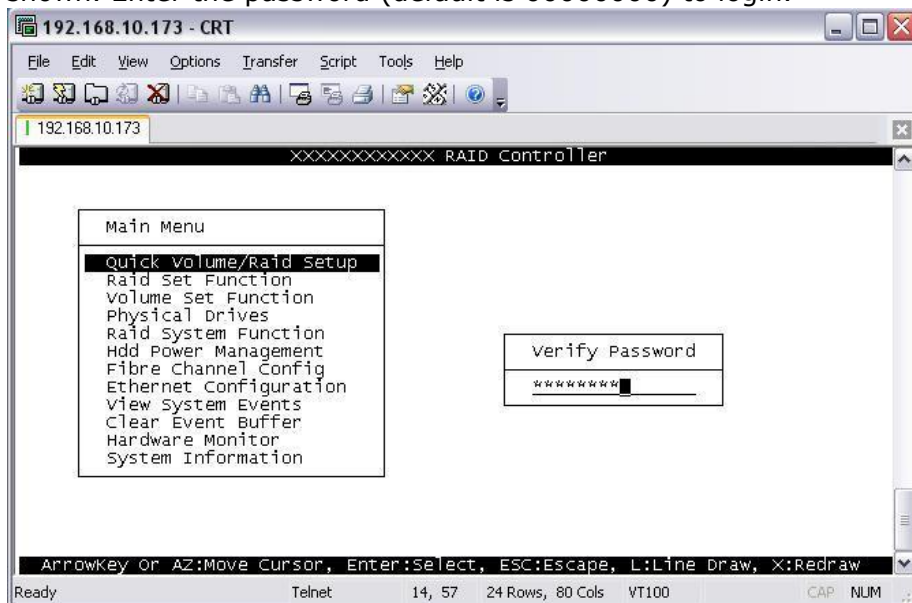 shown. Enter the password (default is 00000000) to login.
192.168.10.173 - CRT
File Edit View Options Transfer Script Tools Help
192.168.10.173
XXXXXXXXXXXX RAID Controller
Main Menu
Quick Volume/Raid Setup
Raid Set Function
Volume Set Function
Physical Drives
Raid System Function
Hdd Power Management
Fibre Channel Config
Ethernet Configuration
View System Events
Clear Event Buffer
Hardware Monitor
System Information
Verify Password
********
ArrowKey Or AZ:Move Cursor, Enter:Select, ESC:Escape, L:Line Draw, X:Redraw
Ready Telnet 14, 57 24 Rows, 80 Cols VT100 CAP NUM